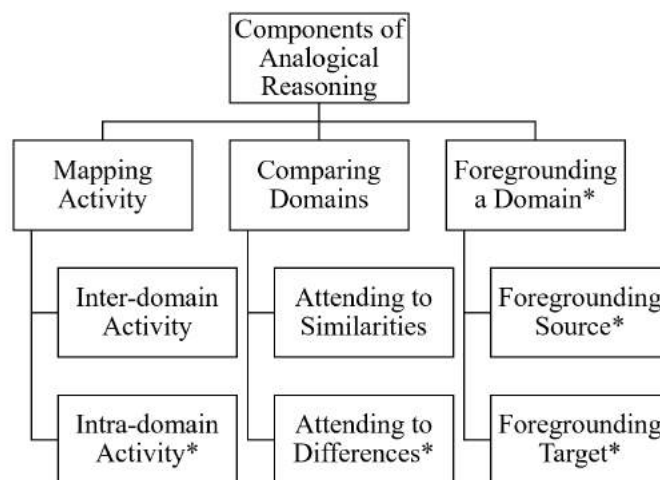 Components of
Analogical
Reasoning
Mapping
Activity
Comparing
Domains
Foregrounding
a Domain*
Inter-domain
Activity
Attending to
Similarities
Foregrounding
Source*
Intra-domain
Activity*
Attending to
Differences*
Foregrounding
Target*